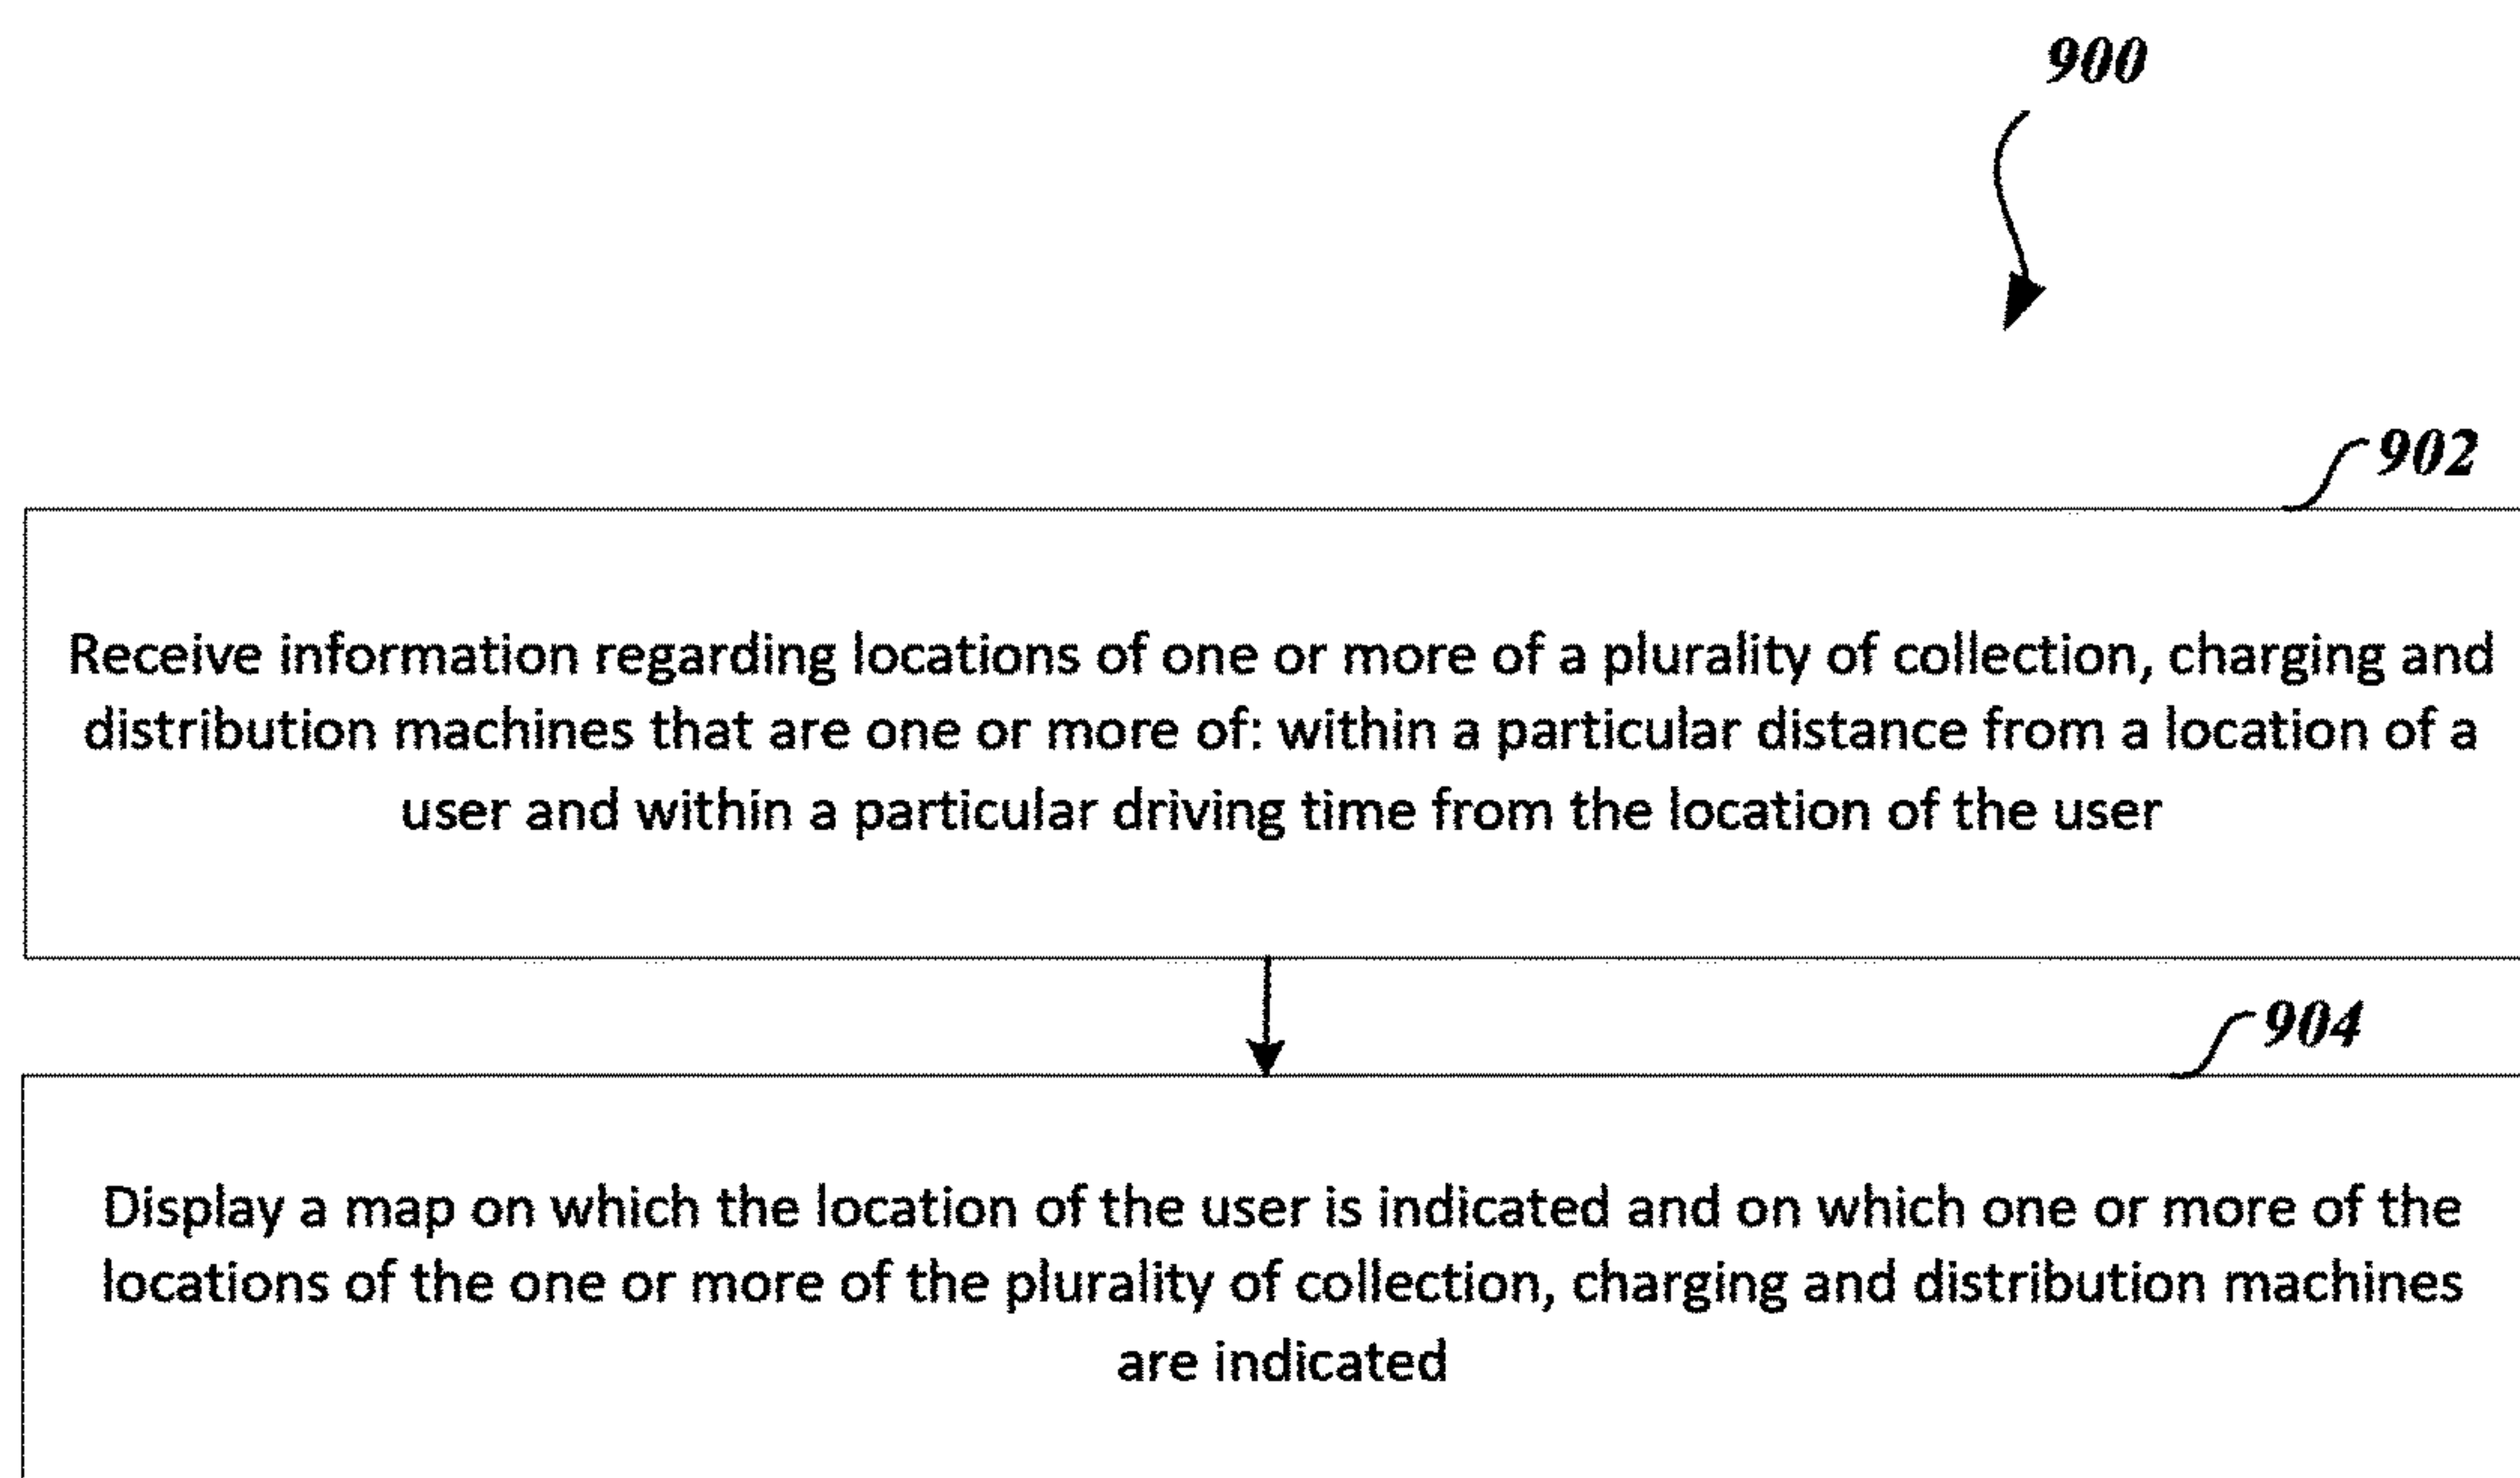 900
902
Receive information regarding locations of one or more of a plurality of collection, charging and
distribution machines that are one or more of: within a particular distance from a location of a
user and within a particular driving time from the location of the user
904
Display a map on which the location of the user is indicated and on which one or more of the
locations of the one or more of the plurality of collection, charging and distribution machines
are indicated